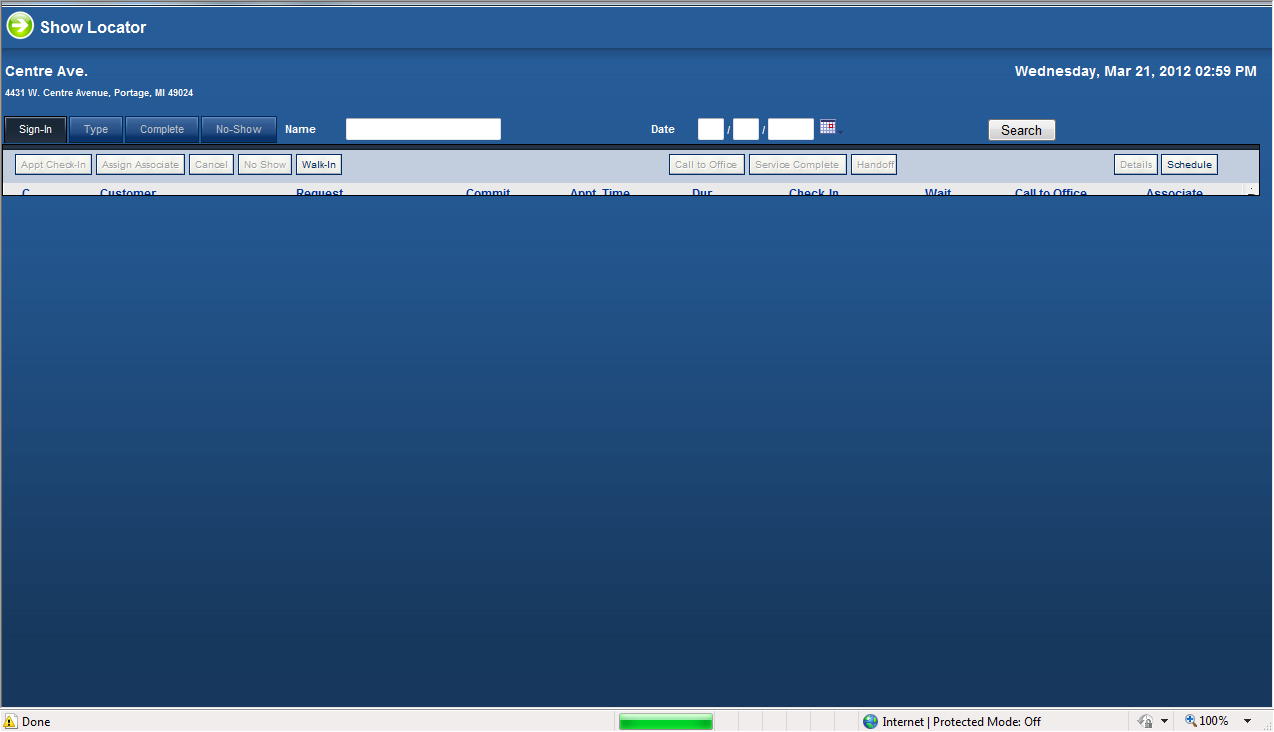 Show Locator
Centre Ave. Wednesday, Mar 21, 2012 02:59 PM
4431 W. Centre Avenue, Portage, MI 49024
Sign-In Type Complete No-Show Name Date / / Search
Appt Check-In Assign Associate Cancel No Show Walk-In Call to Office Service Complete Handoff Details Schedule
C Customer Request Commit Appt. Time Dur. Check In Wait Call to Office Associate
Done Internet | Protected Mode: Off 100%